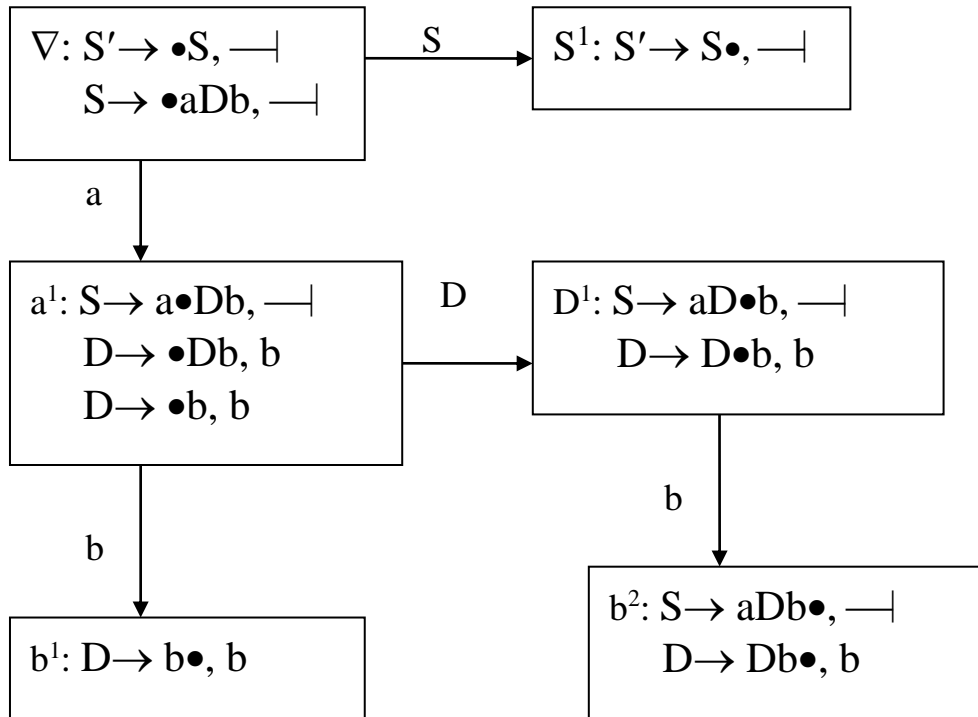 ∇: S′→ •S, ⊣
S→ •aDb, ⊣
S
S¹: S′→ S•, ⊣
a
a¹: S→ a•Db, ⊣
D→ •Db, b
D→ •b, b
D
D¹: S→ aD•b, ⊣
D→ D•b, b
b
b
b¹: D→ b•, b
b²: S→ aDb•, ⊣
D→ Db•, b